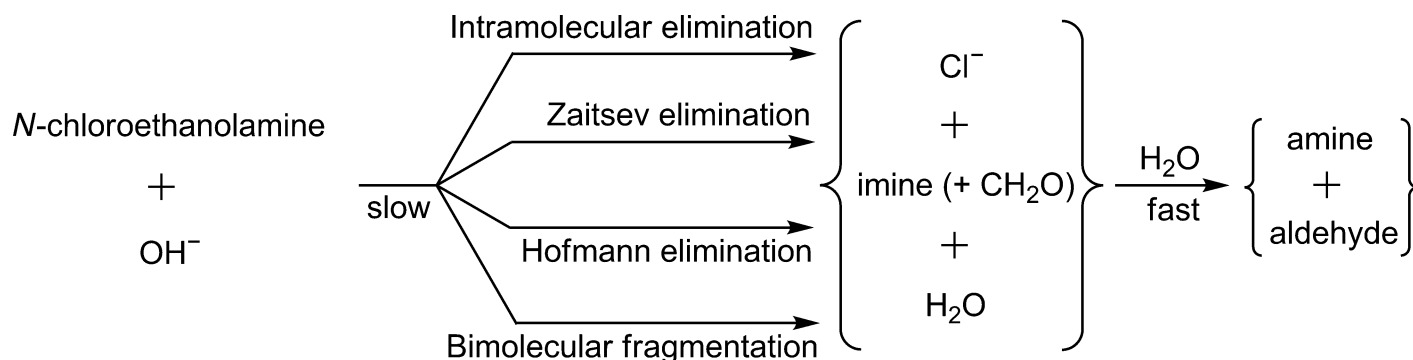 Intramolecular elimination
Zaitsev elimination
N-chloroethanolamine
+
OH⁻
slow
Hofmann elimination
Bimolecular fragmentation
Cl⁻
+
imine (+ CH₂O)
+
H₂O
H₂O
fast
amine
+
aldehyde